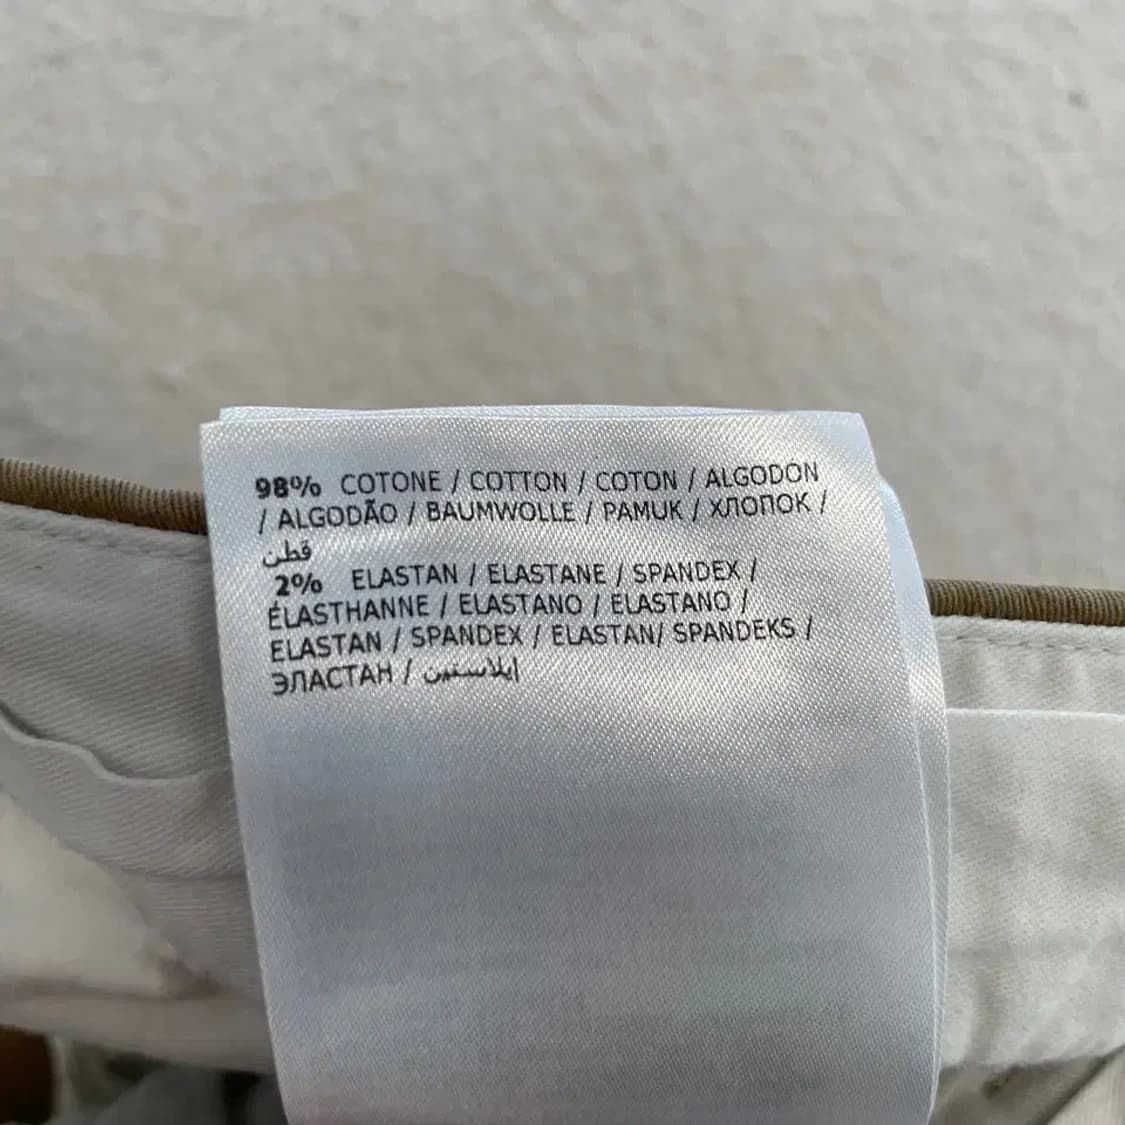 98% COTONE / COTTON / COTON / ALGODON
/ ALGODÃO / BAUMWOLLE / PAMUK / ХЛОПОК /
قطن
2% ELASTAN / ELASTANE / SPANDEX /
ÉLASTHANNE / ELASTANO / ELASTANO /
ELASTAN / SPANDEX / ELASTAN/ SPANDEKS /
ЭЛАСТАН / إيلاستين